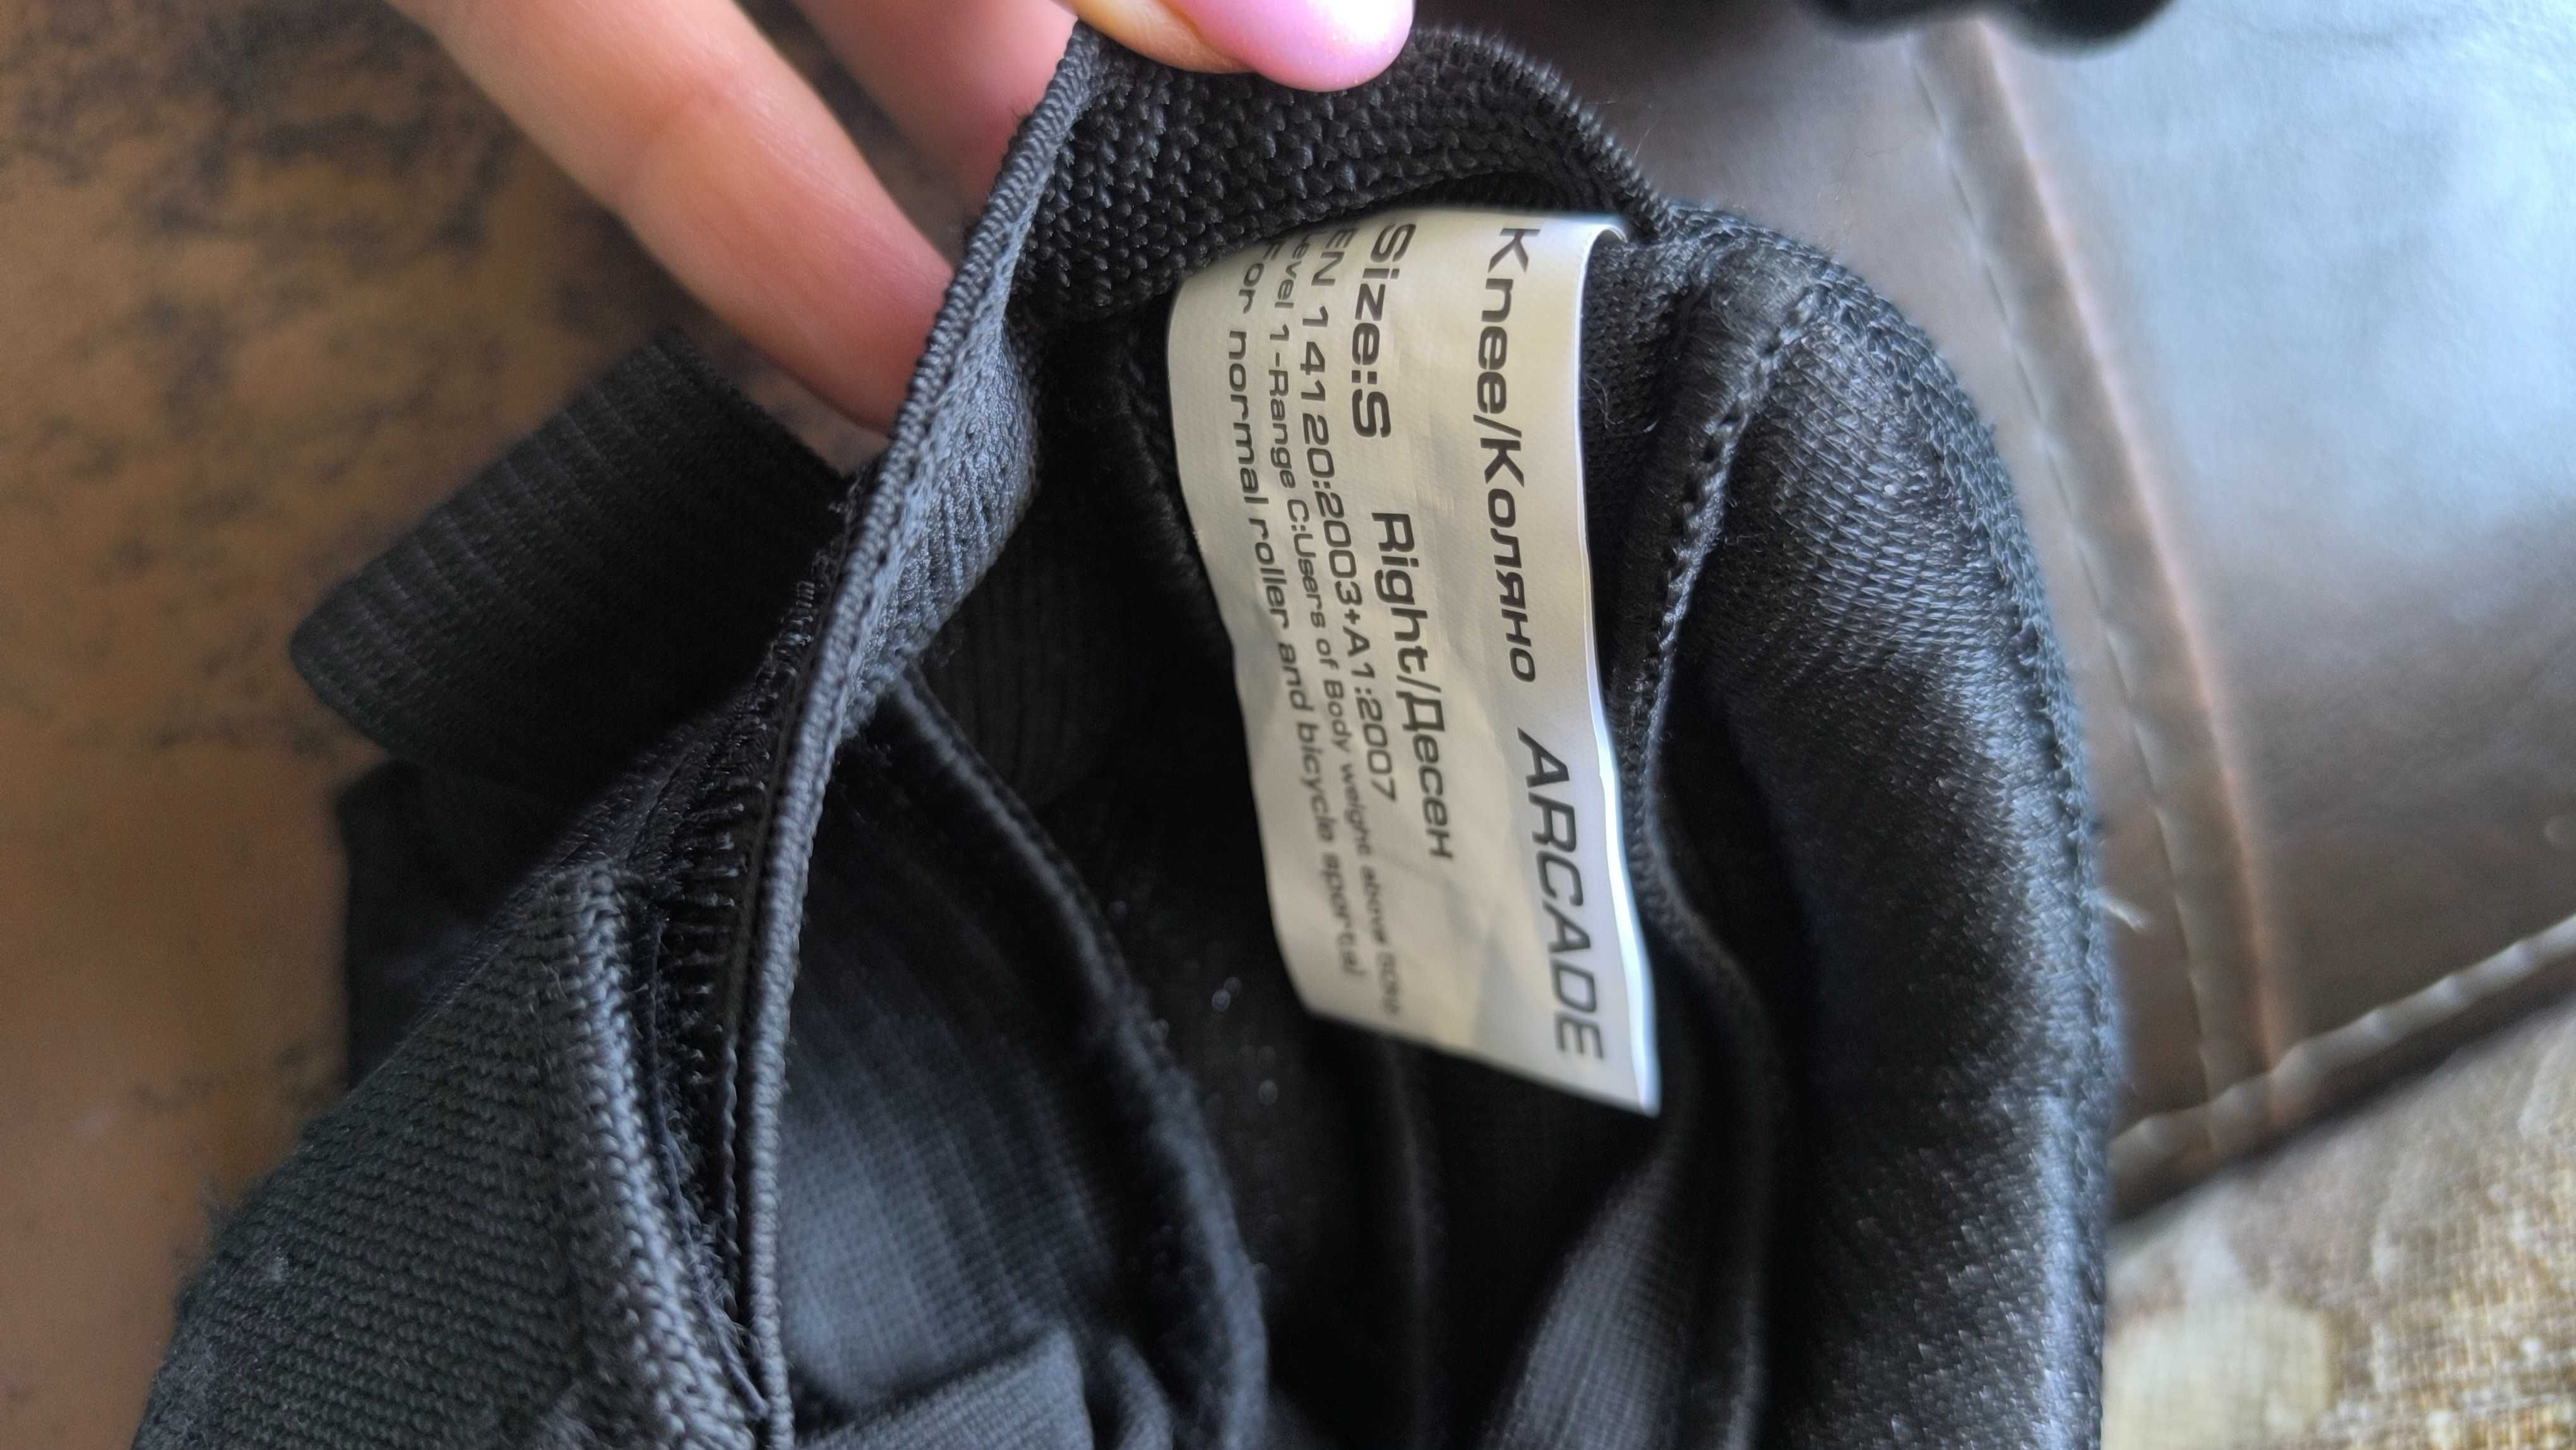 Knee/Коляно ARCADE
Size:S Right/Десен
EN 14120:2003+A1:2007
Level 1-Range C:Users of Body weight above 50kg
For normal roller and bicycle sports!